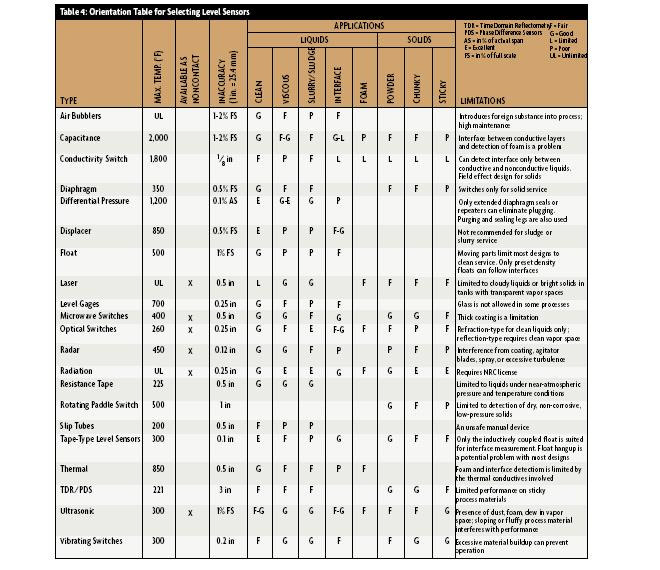 Table 4: Orientation Table for Selecting Level Sensors
APPLICATIONS
LIQUIDS SOLIDS
TDR = Time Domain Reflectometry F = Fair
PDS = Phase Difference Sensors G = Good
AS = in % of actual span L = Limited
E = Excellent P = Poor
FS = in % of full scale UL = Unlimited
TYPE MAX. TEMP. (°F) AVAILABLE AS NONCONTACT INACCURACY (1 in. = 25.4 mm) CLEAN VISCOUS SLURRY/SLUDGE INTERFACE FOAM POWDER CHUNKY STICKY LIMITATIONS
Air Bubblers UL 1-2% FS G F P F Introduces foreign substance into process;
high maintenance
Capacitance 2,000 1-2% FS G F-G F G-L P F F P Interface between conductive layers
and detection of foam is a problem
Conductivity Switch 1,800 1/8 in F P F L L L L L Can detect interface only between
conductive and nonconductive liquids.
Field effect design for solids
Diaphragm 350 0.5% FS G F F F F P Switches only for solid service
Differential Pressure 1,200 0.1% AS E G-E G P Only extended diaphragm seals or
repeaters can eliminate plugging.
Purging and sealing legs are also used
Displacer 850 0.5% FS E P P F-G Not recommended for sludge or
slurry service
Float 500 1% FS G P P F Moving parts limit most designs to
clean service. Only preset density
floats can follow interfaces
Laser UL X 0.5 in L G G F F F F Limited to cloudy liquids or bright solids in
tanks with transparent vapor spaces
Level Gages 700 0.25 in G F P F Glass is not allowed in some processes
Microwave Switches 400 X 0.5 in G G F G G G F Thick coating is a limitation
Optical Switches 260 X 0.25 in G F E F-G F F P F Refraction-type for clean liquids only;
reflection-type requires clean vapor space
Radar 450 X 0.12 in G G F P P F P Interference from coating, agitator
blades, spray, or excessive turbulence
Radiation UL X 0.25 in G E E G F G E E Requires NRC license
Resistance Tape 225 0.5 in G G G Limited to liquids under near-atmospheric
pressure and temperature conditions
Rotating Paddle Switch 500 1 in G F P Limited to detection of dry, non-corrosive,
low-pressure solids
Slip Tubes 200 0.5 in F P P An unsafe manual device
Tape-Type Level Sensors 300 0.1 in E F P G G F F Only the inductively coupled float is suited
for interface measurement. Float hangup is
a potential problem with most designs
Thermal 850 0.5 in G F F P F Foam and interface detection is limited by
the thermal conductives involved
TDR/PDS 221 3 in F F F G G F Limited performance on sticky
process materials
Ultrasonic 300 X 1% FS F-G G G F-G F F F G Presence of dust, foam, dew in vapor
space; sloping or fluffy process material
interferes with performance
Vibrating Switches 300 0.2 in F G G F F G G Excessive material buildup can prevent
operation